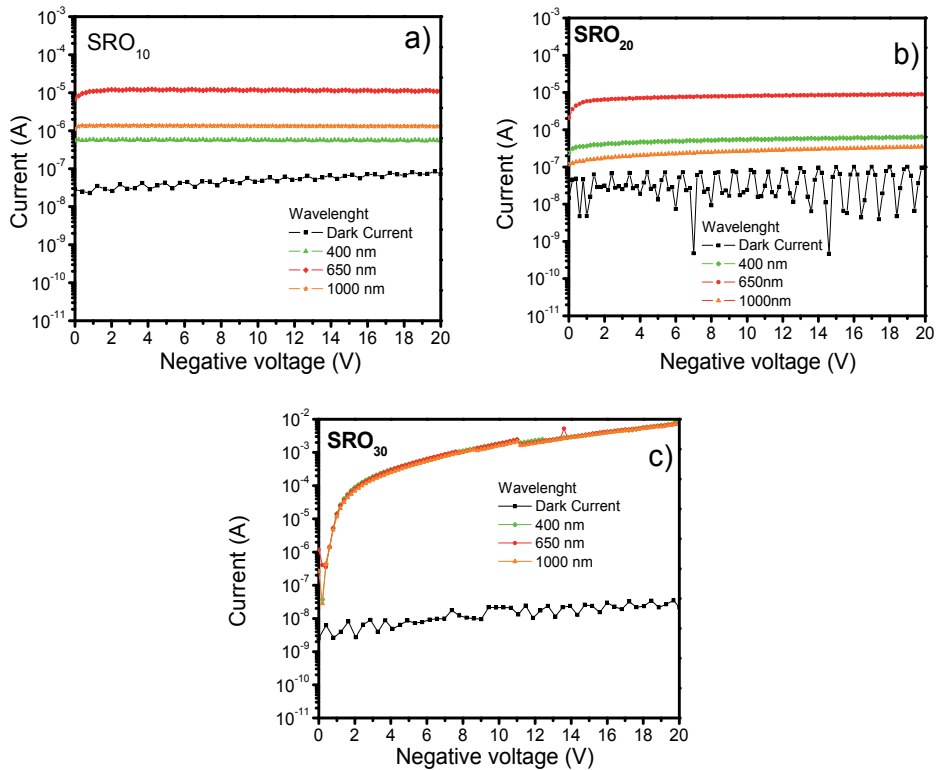 SRO₁₀
a)
10⁻³
10⁻⁴
10⁻⁵
10⁻⁶
10⁻⁷
10⁻⁸
10⁻⁹
10⁻¹⁰
10⁻¹¹
Current (A)
Wavelenght
Dark Current
400 nm
650 nm
1000 nm
0 2 4 6 8 10 12 14 16 18 20
Negative voltage (V)
SRO₂₀
b)
10⁻³
10⁻⁴
10⁻⁵
10⁻⁶
10⁻⁷
10⁻⁸
10⁻⁹
10⁻¹⁰
10⁻¹¹
Current (A)
Wavelenght
Dark Current
400 nm
650nm
1000nm
0 2 4 6 8 10 12 14 16 18 20
Negative voltage (V)
SRO₃₀
c)
10⁻²
10⁻³
10⁻⁴
10⁻⁵
10⁻⁶
10⁻⁷
10⁻⁸
10⁻⁹
10⁻¹⁰
10⁻¹¹
Current (A)
Wavelenght
Dark Current
400 nm
650 nm
1000 nm
0 2 4 6 8 10 12 14 16 18 20
Negative voltage (V)